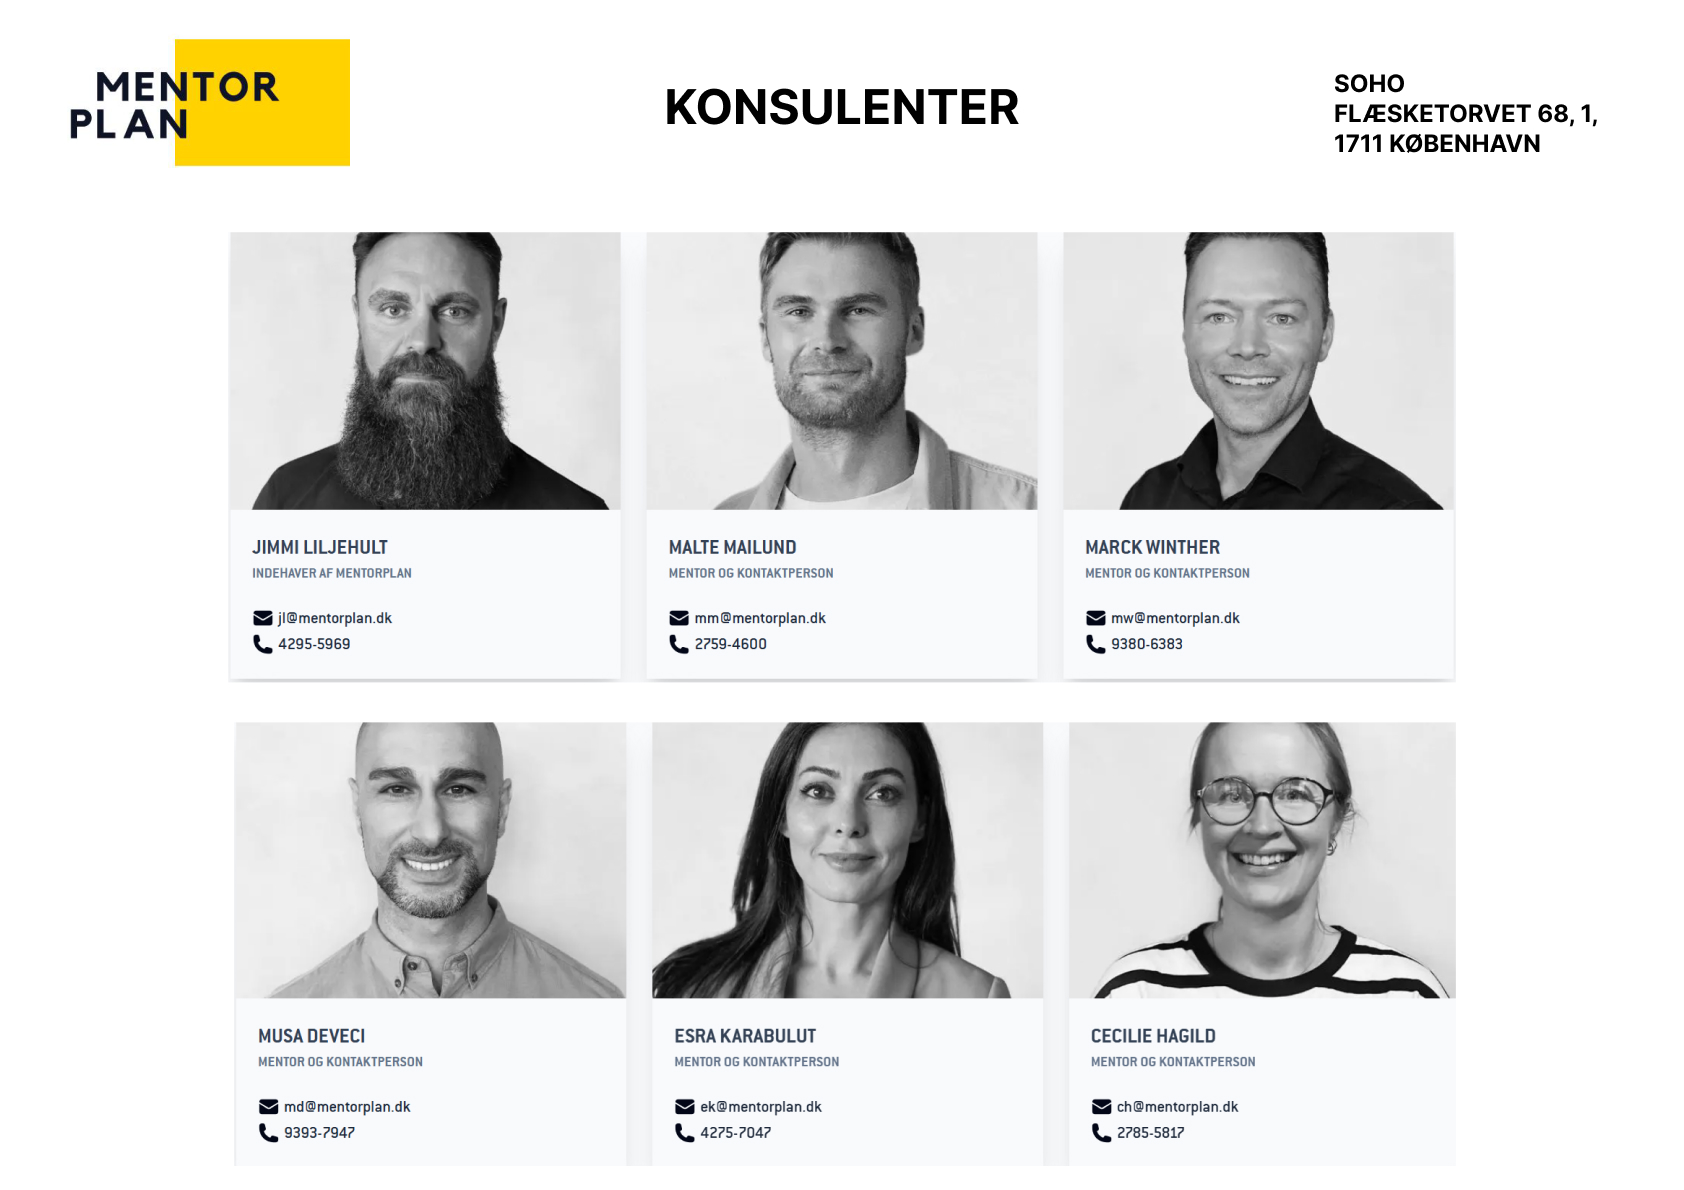 MENTOR
PLAN
KONSULENTER
SOHO
FLÆSKETORVET 68, 1,
1711 KØBENHAVN
JIMMI LILJEHULT
INDEHAVER AF MENTORPLAN
jl@mentorplan.dk
4295-5969
MALTE MAILUND
MENTOR OG KONTAKTPERSON
mm@mentorplan.dk
2759-4600
MARCK WINTHER
MENTOR OG KONTAKTPERSON
mw@mentorplan.dk
9380-6383
MUSA DEVECI
MENTOR OG KONTAKTPERSON
md@mentorplan.dk
9393-7947
ESRA KARABULUT
MENTOR OG KONTAKTPERSON
ek@mentorplan.dk
4275-7047
CECILIE HAGILD
MENTOR OG KONTAKTPERSON
ch@mentorplan.dk
2785-5817